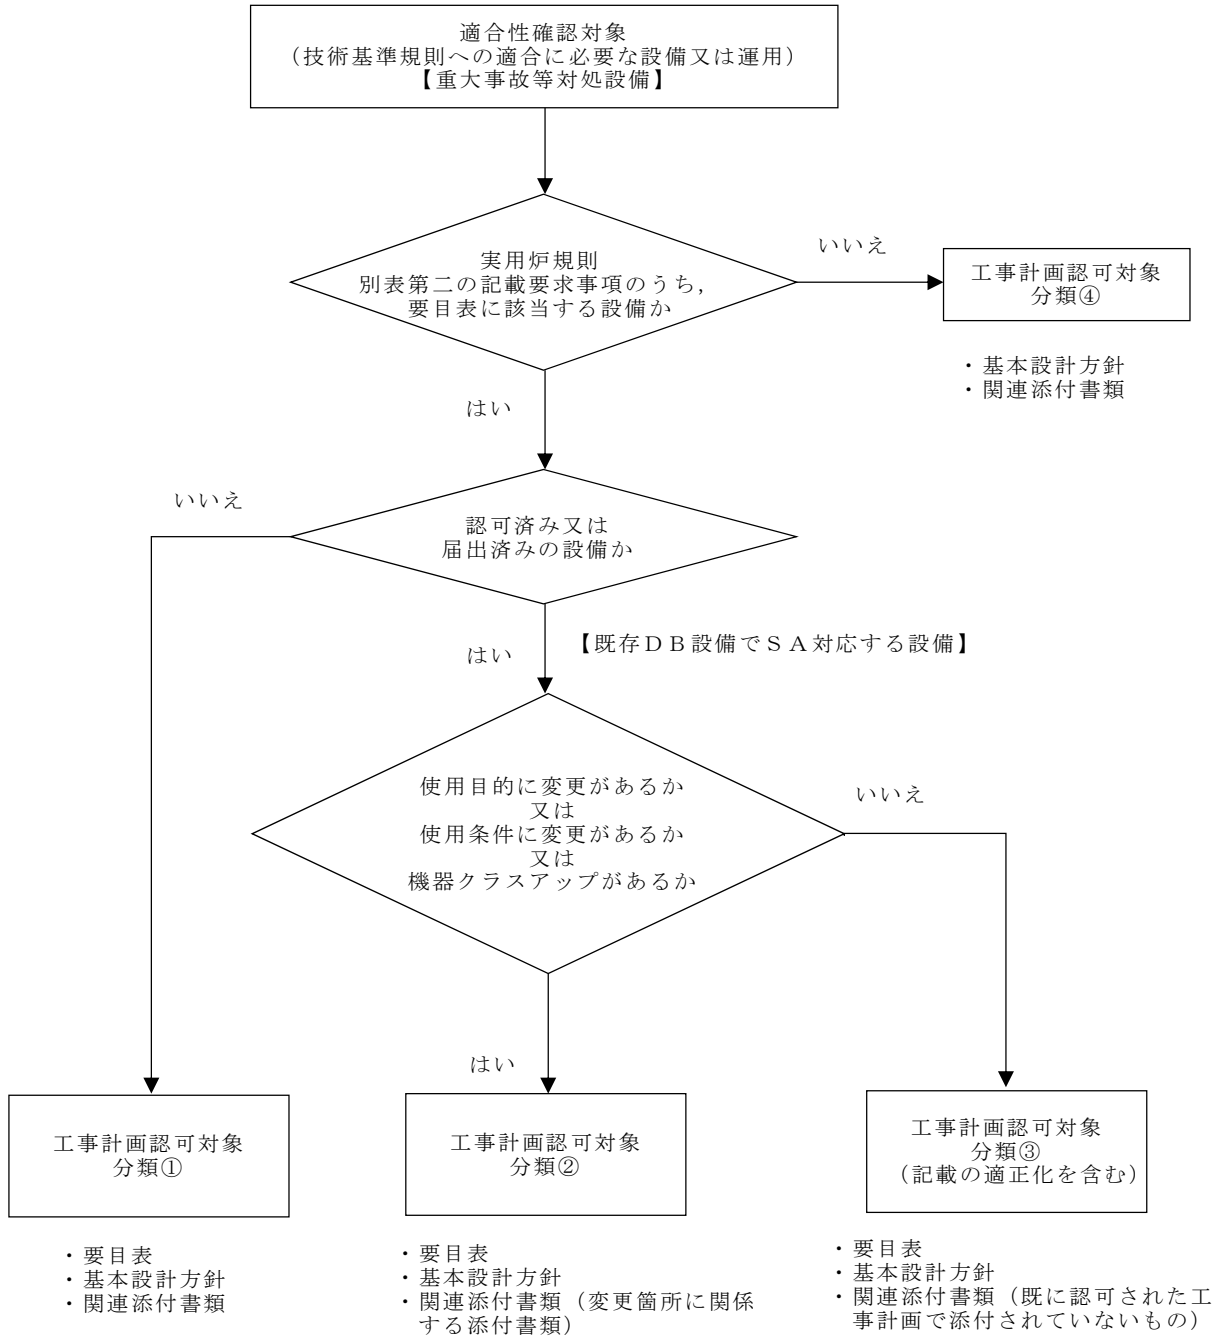 適合性確認対象
（技術基準規則への適合に必要な設備又は運用）
【重大事故等対処設備】
実用炉規則
別表第二の記載要求事項のうち，
要目表に該当する設備か
いいえ
工事計画認可対象
分類④
・基本設計方針
・関連添付書類
はい
いいえ
認可済み又は
届出済みの設備か
はい
【既存ＤＢ設備でＳＡ対応する設備】
使用目的に変更があるか
又は
使用条件に変更があるか
又は
機器クラスアップがあるか
いいえ
はい
工事計画認可対象
分類①
・要目表
・基本設計方針
・関連添付書類
工事計画認可対象
分類②
・要目表
・基本設計方針
・関連添付書類（変更箇所に関係
する添付書類）
工事計画認可対象
分類③
（記載の適正化を含む）
・要目表
・基本設計方針
・関連添付書類（既に認可された工
事計画で添付されていないもの）